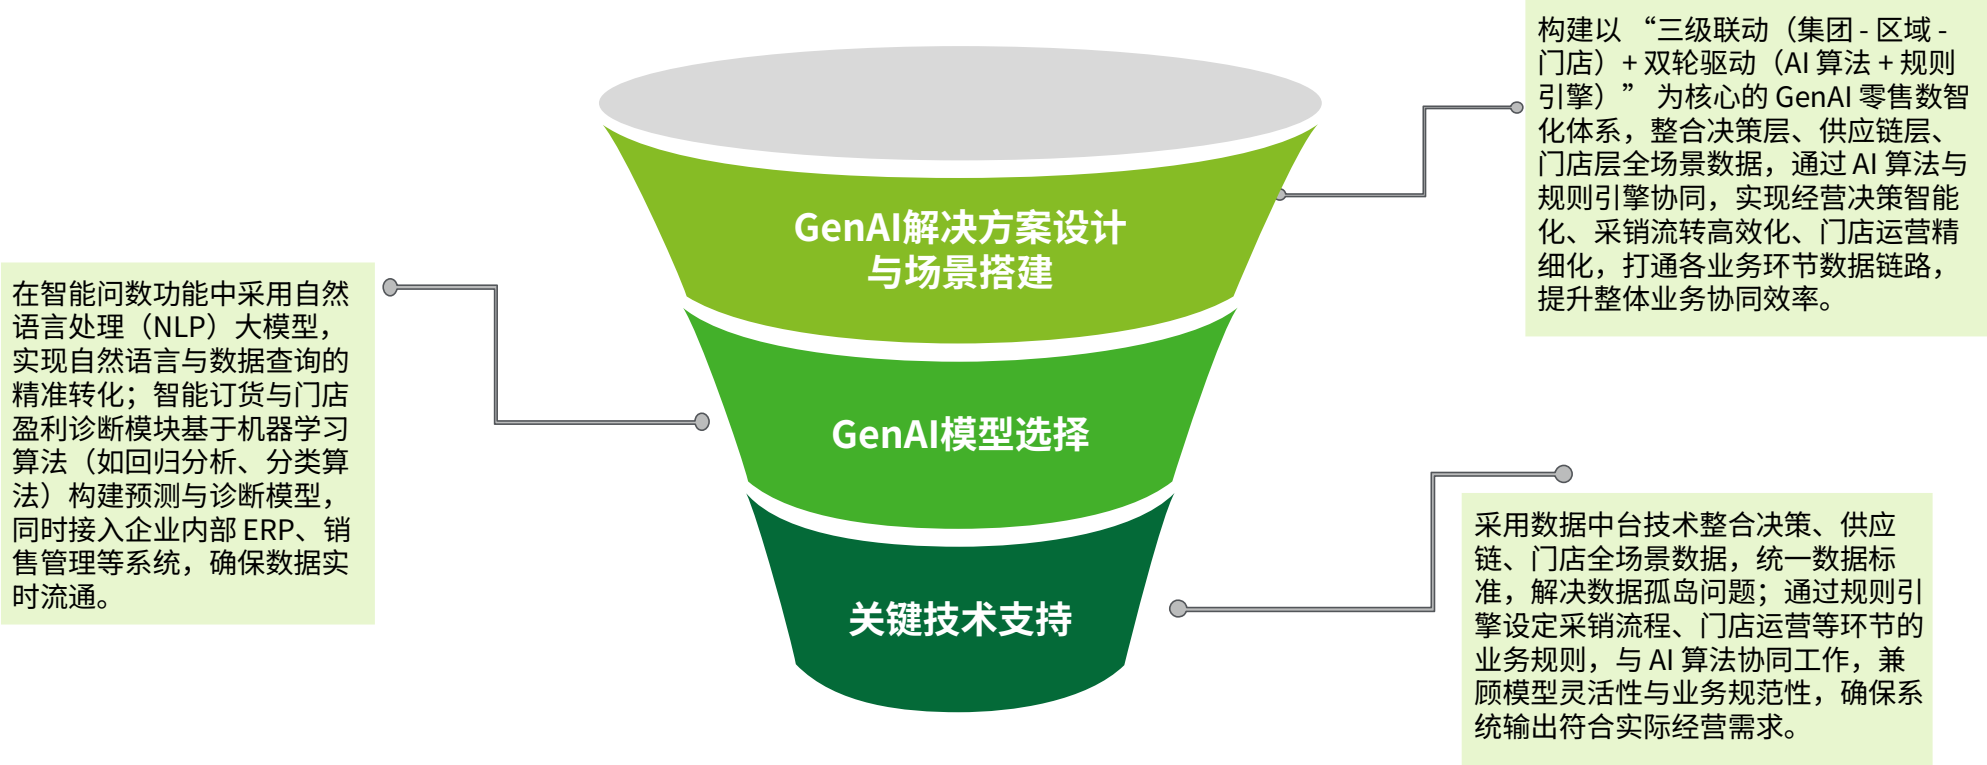 构建以 “三级联动（集团 - 区域 -
门店）+ 双轮驱动（AI 算法 + 规则
引擎）” 为核心的 GenAI 零售数智
化体系，整合决策层、供应链层、
门店层全场景数据，通过 AI 算法与
规则引擎协同，实现经营决策智能
化、采销流转高效化、门店运营精
细化，打通各业务环节数据链路，
提升整体业务协同效率。
GenAI解决方案设计
与场景搭建
在智能问数功能中采用自然
语言处理（NLP）大模型，
实现自然语言与数据查询的
精准转化；智能订货与门店
盈利诊断模块基于机器学习
算法（如回归分析、分类算
法）构建预测与诊断模型，
同时接入企业内部 ERP、销
售管理等系统，确保数据实
时流通。
GenAI模型选择
关键技术支持
采用数据中台技术整合决策、供应
链、门店全场景数据，统一数据标
准，解决数据孤岛问题；通过规则引
擎设定采销流程、门店运营等环节的
业务规则，与 AI 算法协同工作，兼
顾模型灵活性与业务规范性，确保系
统输出符合实际经营需求。